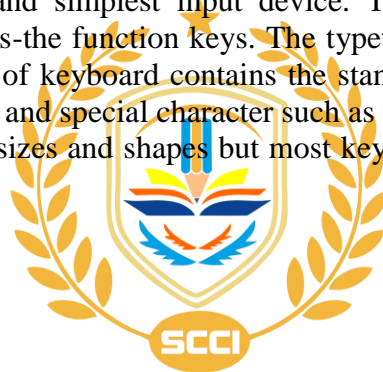 and simplest input device. 
s-the function keys. The type
of keyboard contains the stan
and special character such as
sizes and shapes but most key
SCCI